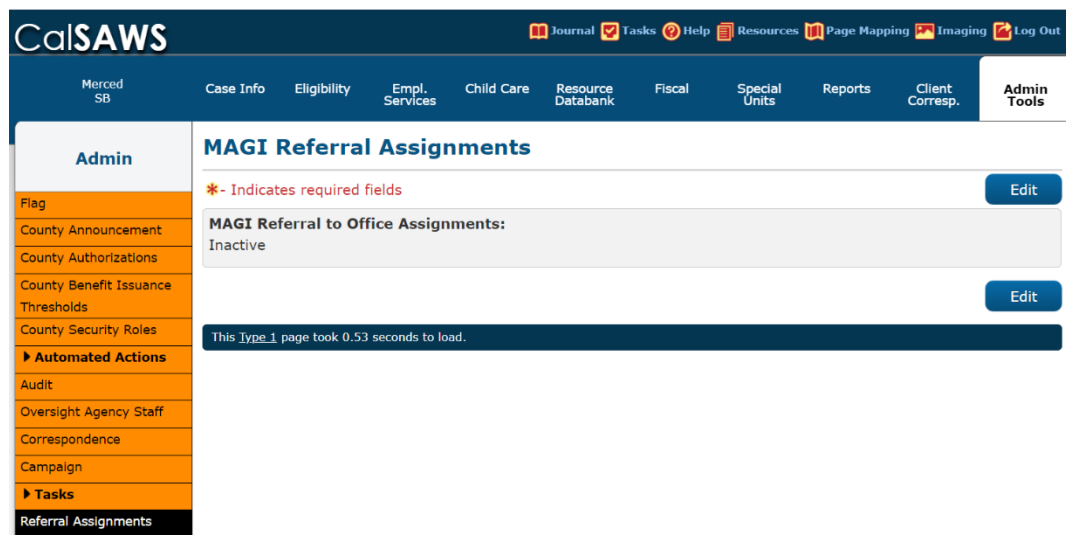 CalSAWS
Journal Tasks Help Resources Page Mapping Imaging Log Out
Merced
SB
Case Info
Eligibility
Empl.
Services
Child Care
Resource
Databank
Fiscal
Special
Units
Reports
Client
Corresp.
Admin
Tools
Admin
Flag
County Announcement
County Authorizations
County Benefit Issuance
Thresholds
County Security Roles
Automated Actions
Audit
Oversight Agency Staff
Correspondence
Campaign
Tasks
Referral Assignments
MAGI Referral Assignments
*- Indicates required fields
Edit
MAGI Referral to Office Assignments:
Inactive
Edit
This Type 1 page took 0.53 seconds to load.